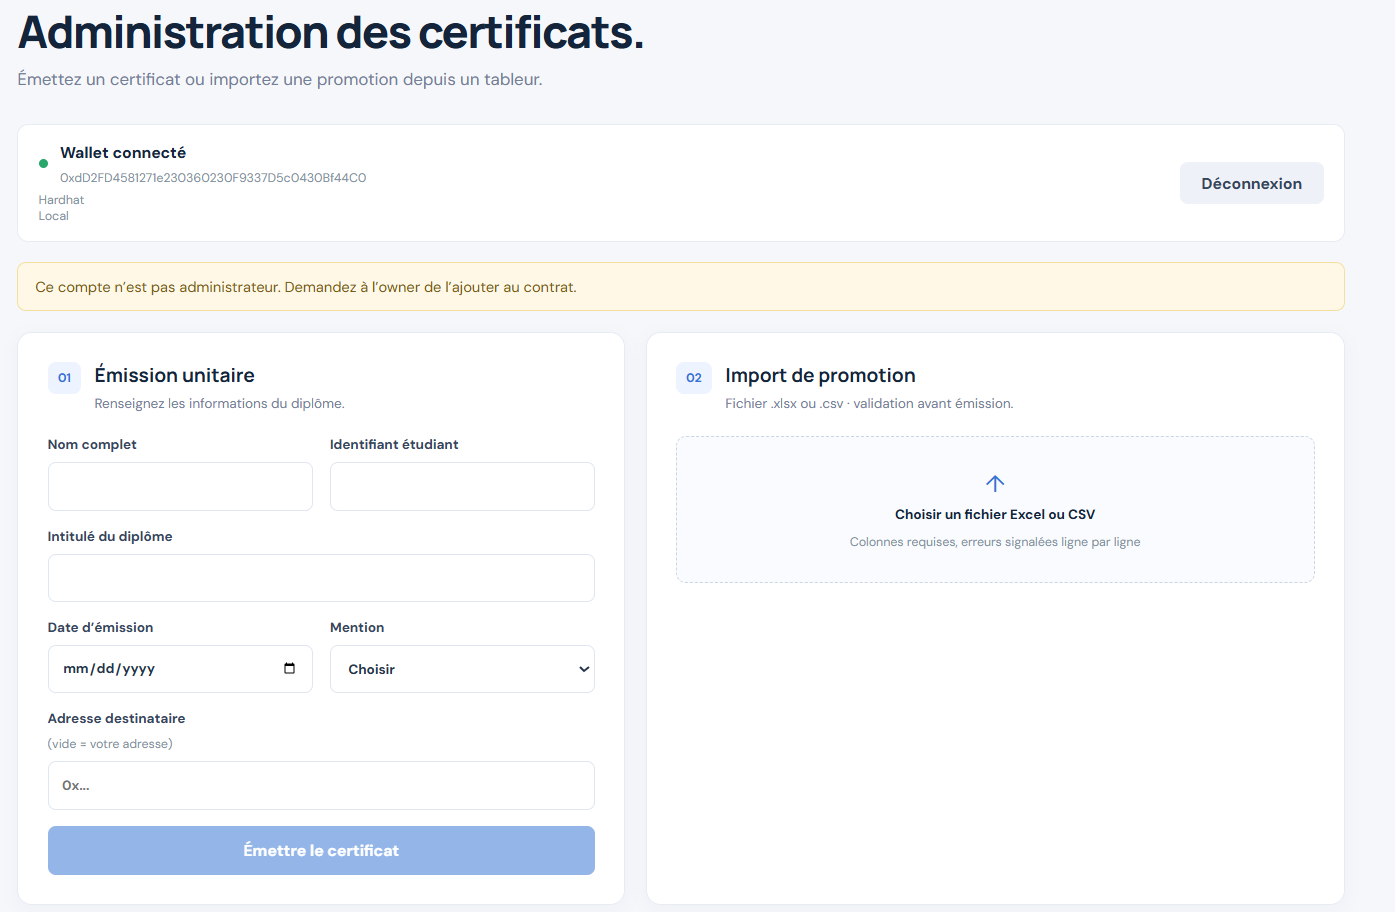 Administration des certificats.
Émettez un certificat ou importez une promotion depuis un tableur.
Wallet connecté
0xdD2FD4581271e230360230F9337D5c0430Bf44C0
Hardhat
Local
Déconnexion
Ce compte n’est pas administrateur. Demandez à l’owner de l’ajouter au contrat.
01
Émission unitaire
Renseignez les informations du diplôme.
Nom complet
Identifiant étudiant
Intitulé du diplôme
Date d’émission
Mention
mm/dd/yyyy
Choisir
Adresse destinataire
(vide = votre adresse)
0x...
Émettre le certificat
02
Import de promotion
Fichier .xlsx ou .csv · validation avant émission.
Choisir un fichier Excel ou CSV
Colonnes requises, erreurs signalées ligne par ligne